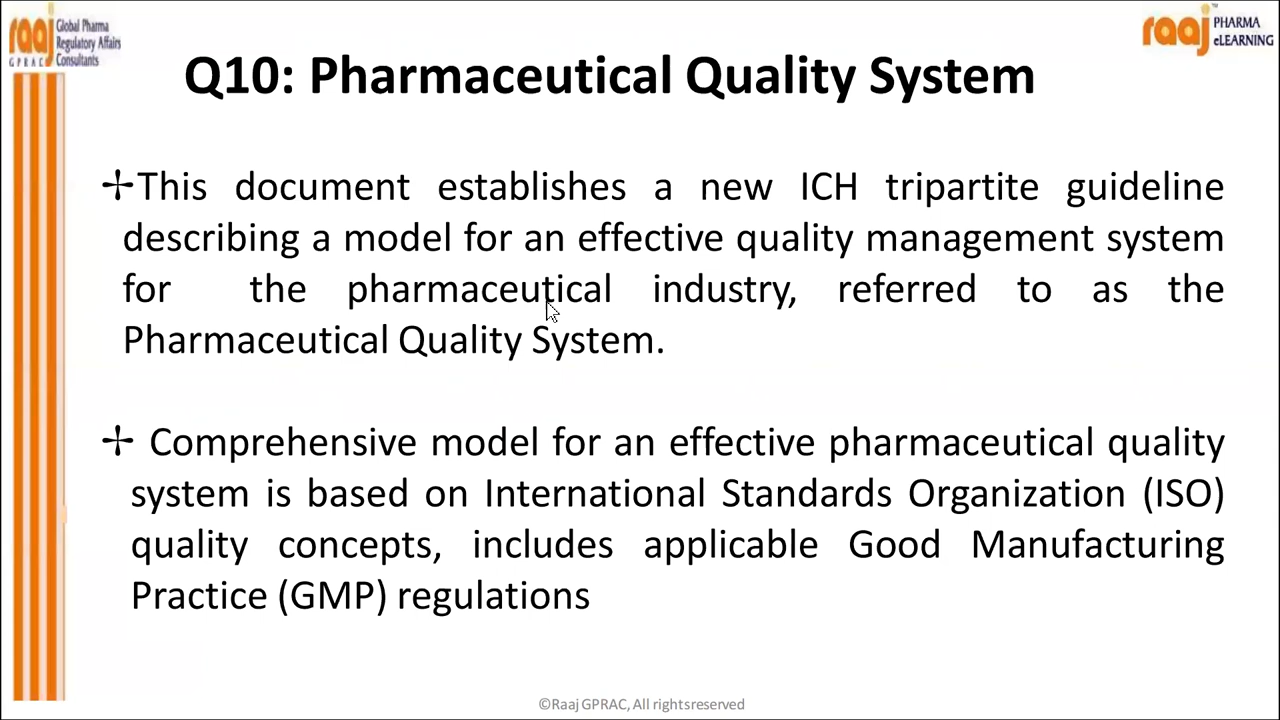 raaj Global Pharma
Regulatory Affairs
GPRAC Consultants
raaj PHARMA
eLEARNING
Q10: Pharmaceutical Quality System
This document establishes a new ICH tripartite guideline
describing a model for an effective quality management system
for the pharmaceutical industry, referred to as the
Pharmaceutical Quality System.
Comprehensive model for an effective pharmaceutical quality
system is based on International Standards Organization (ISO)
quality concepts, includes applicable Good Manufacturing
Practice (GMP) regulations
©Raaj GPRAC, All rightsreserved